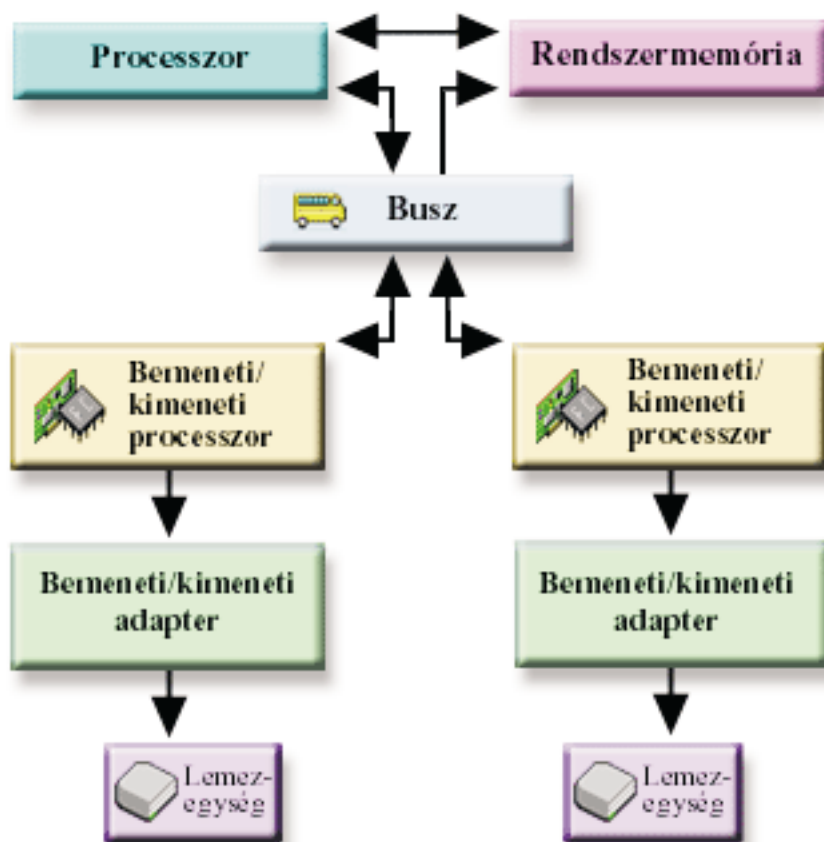 Processzor
Rendszermemória
Busz
Bemeneti/
kimeneti
processzor
Bemeneti/
kimeneti
processzor
Bemeneti/kimeneti
adapter
Bemeneti/kimeneti
adapter
Lemez-
egység
Lemez-
egység